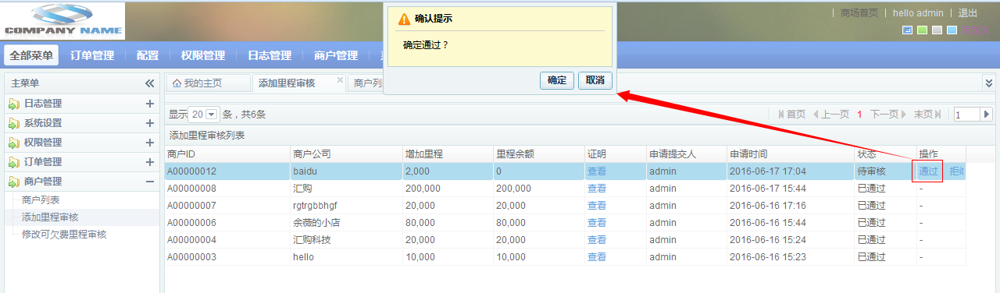 COMPANY NAME
商场首页 | hello admin | 退出
确认提示
确定通过？
确定 取消
全部菜单 订单管理 配置 权限管理 日志管理 商户管理
主菜单
日志管理
系统设置
权限管理
订单管理
商户管理
商户列表
添加里程审核
修改可欠费里程审核
我的主页 添加里程审核 商户列
显示 20 条，共6条 首页 上一页 1 下一页 末页 1
添加里程审核列表
商户ID 商户公司 增加里程 里程余额 证明 申请提交人 申请时间 状态 操作
A00000012 baidu 2,000 0 查看 admin 2016-06-17 17:04 待审核 通过 拒
A00000008 汇购 200,000 200,000 查看 admin 2016-06-17 15:44 已通过 -
A00000007 rgtrgbbhgf 20,000 20,000 查看 admin 2016-06-16 17:16 已通过 -
A00000006 余薇的小店 80,000 80,000 查看 admin 2016-06-16 15:44 已通过 -
A00000004 汇购科技 20,000 20,000 查看 admin 2016-06-16 15:24 已通过 -
A00000003 hello 10,000 10,000 查看 admin 2016-06-16 15:23 已通过 -